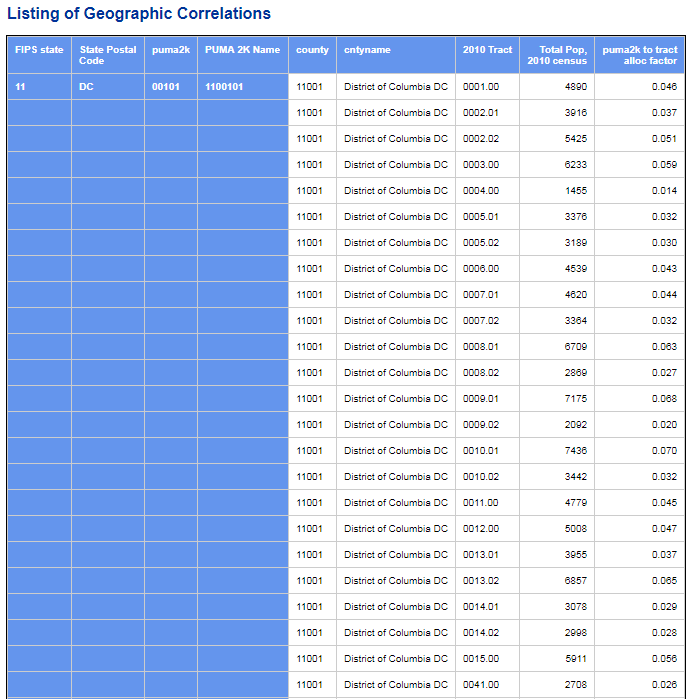 Listing of Geographic Correlations
FIPS state State Postal Code puma2k PUMA 2K Name county cntyname 2010 Tract Total Pop, 2010 census puma2k to tract alloc factor
11 DC 00101 1100101 11001 District of Columbia DC 0001.00 4890 0.046
11001 District of Columbia DC 0002.01 3916 0.037
11001 District of Columbia DC 0002.02 5425 0.051
11001 District of Columbia DC 0003.00 6233 0.059
11001 District of Columbia DC 0004.00 1455 0.014
11001 District of Columbia DC 0005.01 3376 0.032
11001 District of Columbia DC 0005.02 3189 0.030
11001 District of Columbia DC 0006.00 4539 0.043
11001 District of Columbia DC 0007.01 4620 0.044
11001 District of Columbia DC 0007.02 3364 0.032
11001 District of Columbia DC 0008.01 6709 0.063
11001 District of Columbia DC 0008.02 2869 0.027
11001 District of Columbia DC 0009.01 7175 0.068
11001 District of Columbia DC 0009.02 2092 0.020
11001 District of Columbia DC 0010.01 7436 0.070
11001 District of Columbia DC 0010.02 3442 0.032
11001 District of Columbia DC 0011.00 4779 0.045
11001 District of Columbia DC 0012.00 5008 0.047
11001 District of Columbia DC 0013.01 3955 0.037
11001 District of Columbia DC 0013.02 6857 0.065
11001 District of Columbia DC 0014.01 3078 0.029
11001 District of Columbia DC 0014.02 2998 0.028
11001 District of Columbia DC 0015.00 5911 0.056
11001 District of Columbia DC 0041.00 2708 0.026